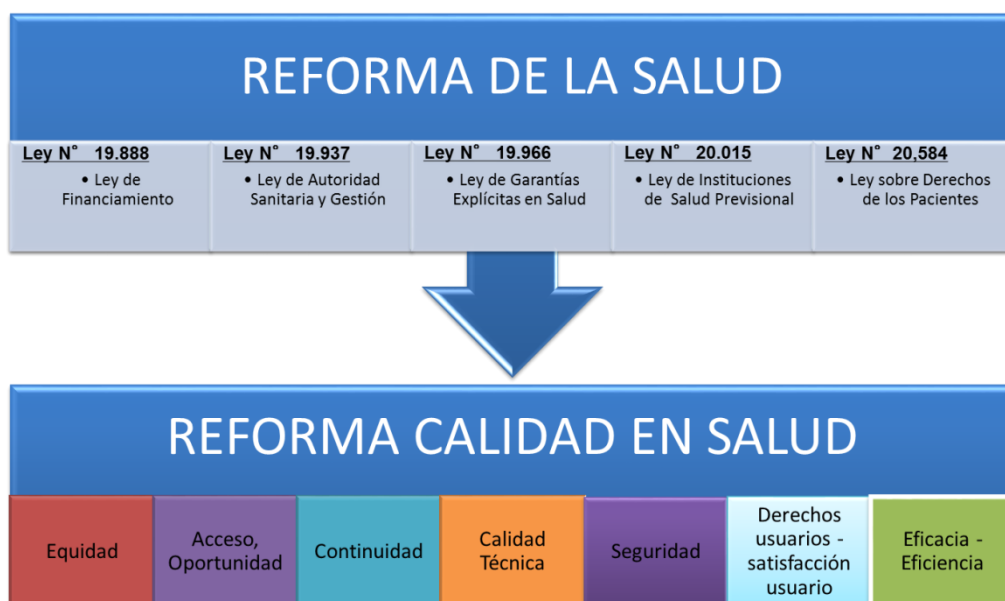 REFORMA DE LA SALUD
Ley N° 19.888
• Ley de
Financiamiento
Ley N° 19.937
• Ley de Autoridad
Sanitaria y Gestión
Ley N° 19.966
• Ley de Garantías
Explícitas en Salud
Ley N° 20.015
• Ley de Instituciones
de Salud Previsional
Ley N° 20,584
• Ley sobre Derechos
de los Pacientes
REFORMA CALIDAD EN SALUD
Equidad
Acceso,
Oportunidad
Continuidad
Calidad
Técnica
Seguridad
Derechos
usuarios -
satisfacción
usuario
Eficacia -
Eficiencia